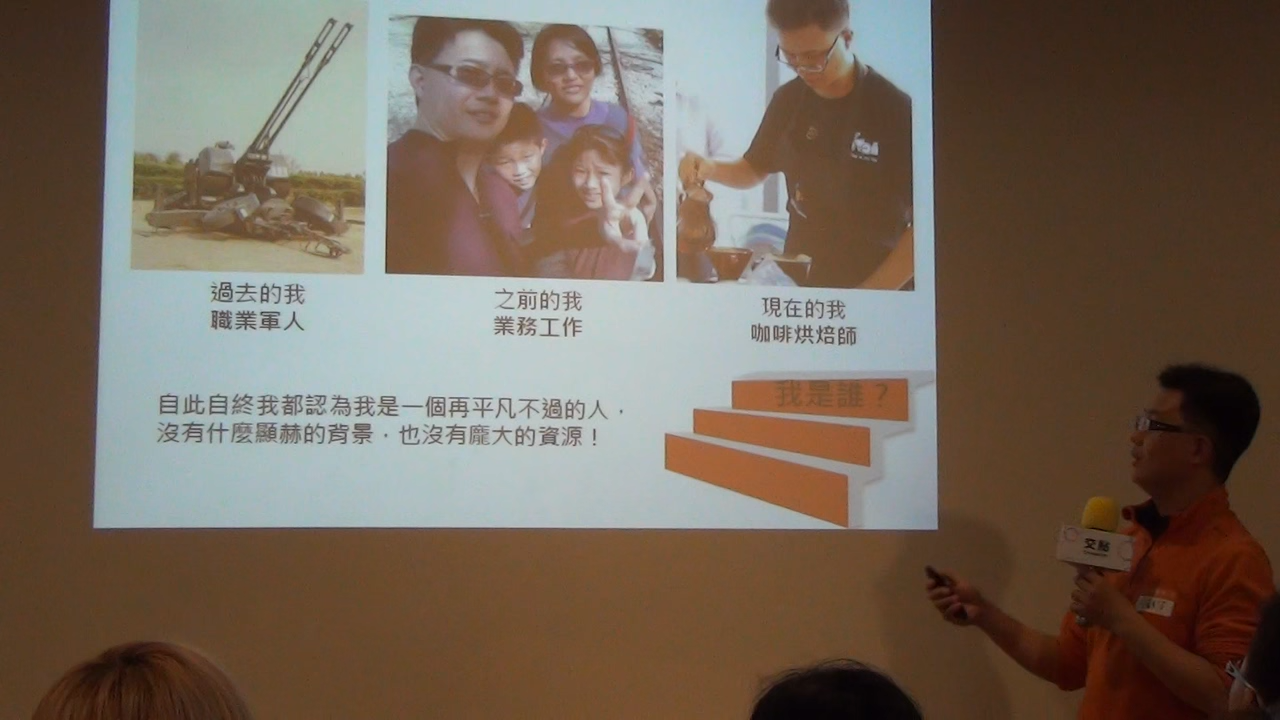 過去的我
職業軍人
之前的我
業務工作
現在的我
咖啡烘焙師
自此自終我都認為我是一個再平凡不過的人，
沒有什麼顯赫的背景，也沒有龐大的資源！
我是誰？
交點